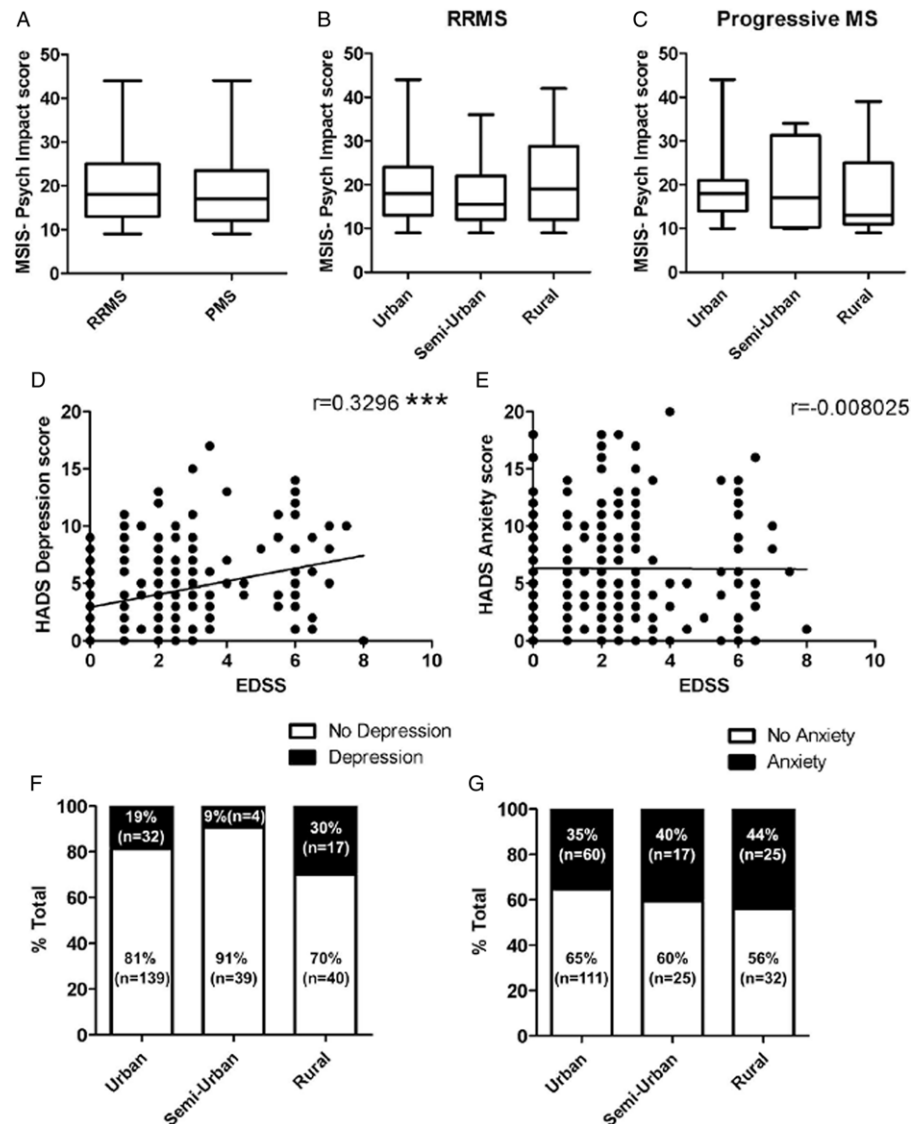 A
B
RRMS
C
Progressive MS
MSIS- Psych Impact score
50
40
30
20
10
0
RRMS
PMS
MSIS- Psych Impact score
50
40
30
20
10
0
Urban
Semi-Urban
Rural
MSIS- Psych Impact score
50
40
30
20
10
0
Urban
Semi-Urban
Rural
D
r=0.3296 ***
HADS Depression score
20
15
10
5
0
0 2 4 6 8 10
EDSS
E
r=-0.008025
HADS Anxiety score
20
15
10
5
0
0 2 4 6 8 10
EDSS
No Depression
Depression
F
% Total
100
80
60
40
20
0
19%
(n=32)
9%(n=4)
30%
(n=17)
81%
(n=139)
91%
(n=39)
70%
(n=40)
Urban
Semi-Urban
Rural
No Anxiety
Anxiety
G
% Total
100
80
60
40
20
0
35%
(n=60)
40%
(n=17)
44%
(n=25)
65%
(n=111)
60%
(n=25)
56%
(n=32)
Urban
Semi-Urban
Rural